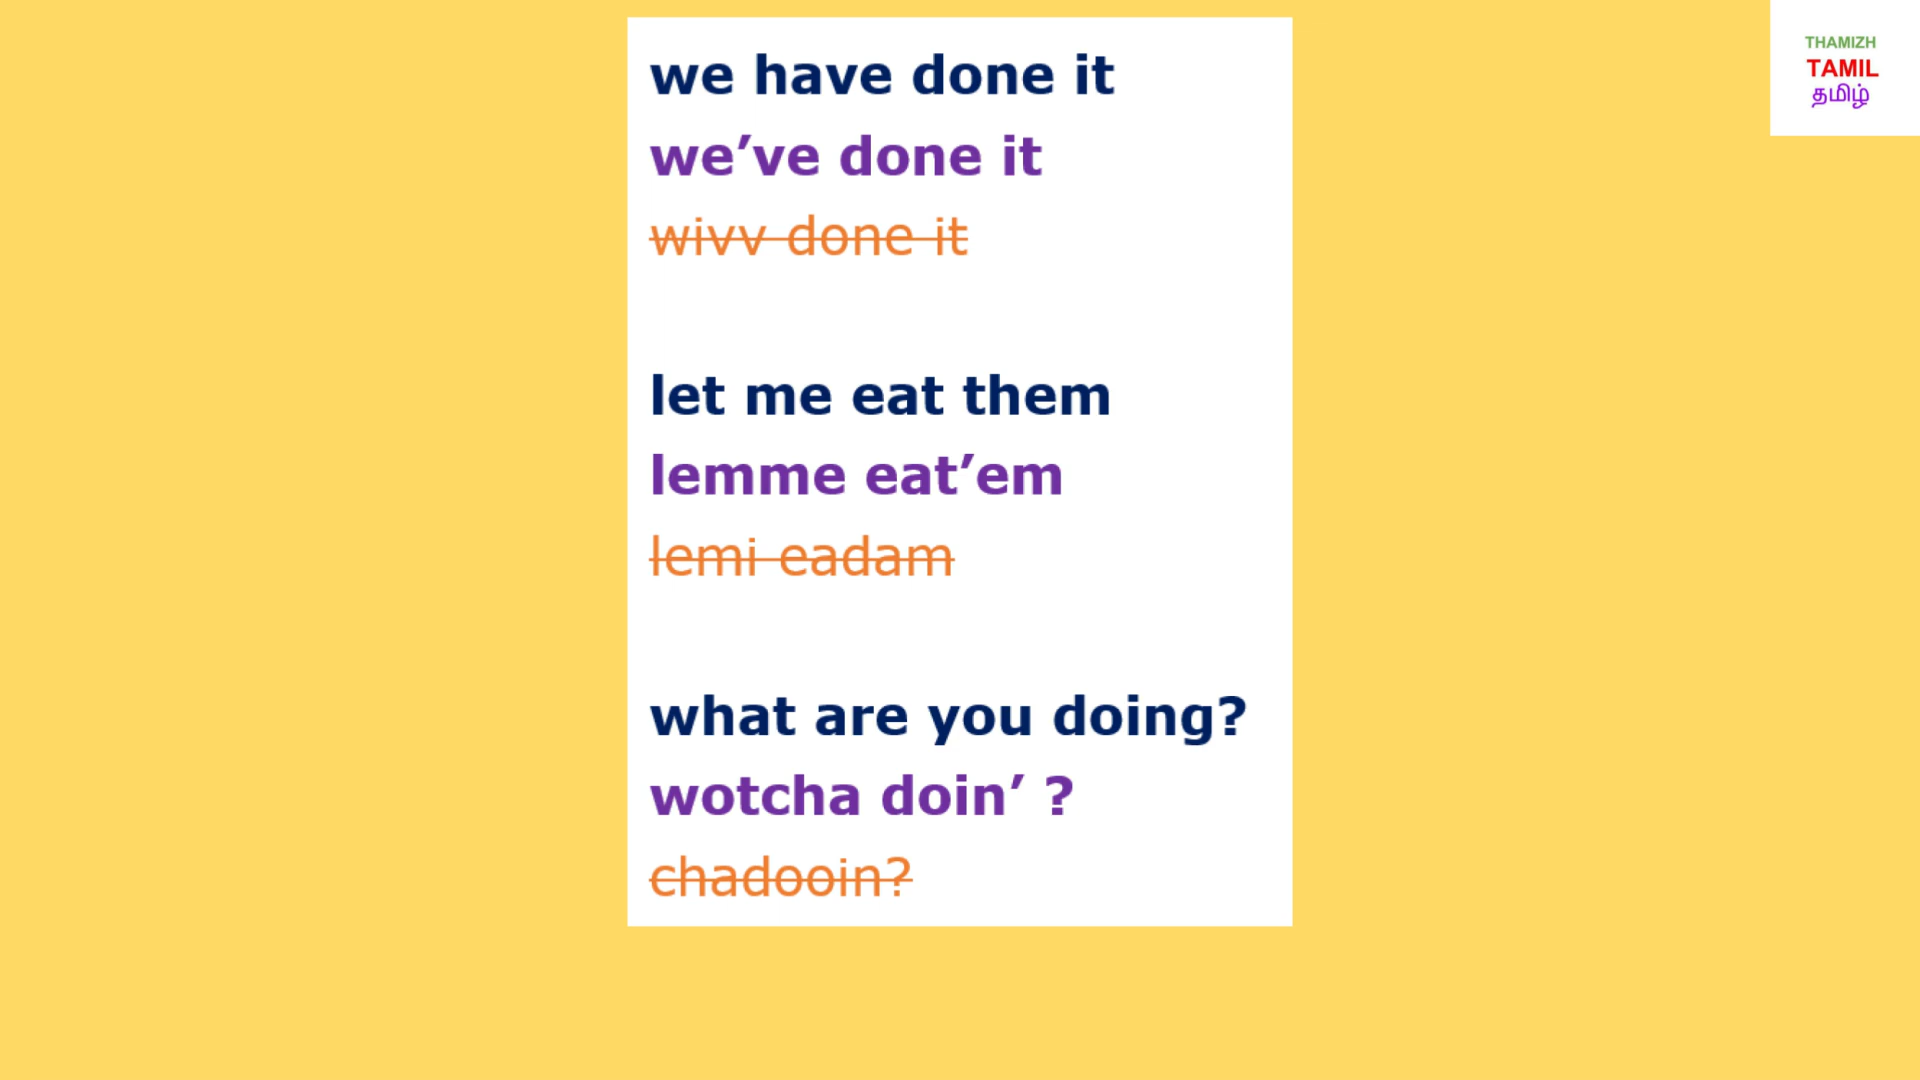 we have done it
we’ve done it
wivv done it
let me eat them
lemme eat’em
lemi eadam
what are you doing?
wotcha doin’ ?
chadooin?
THAMIZH
TAMIL
தமிழ்